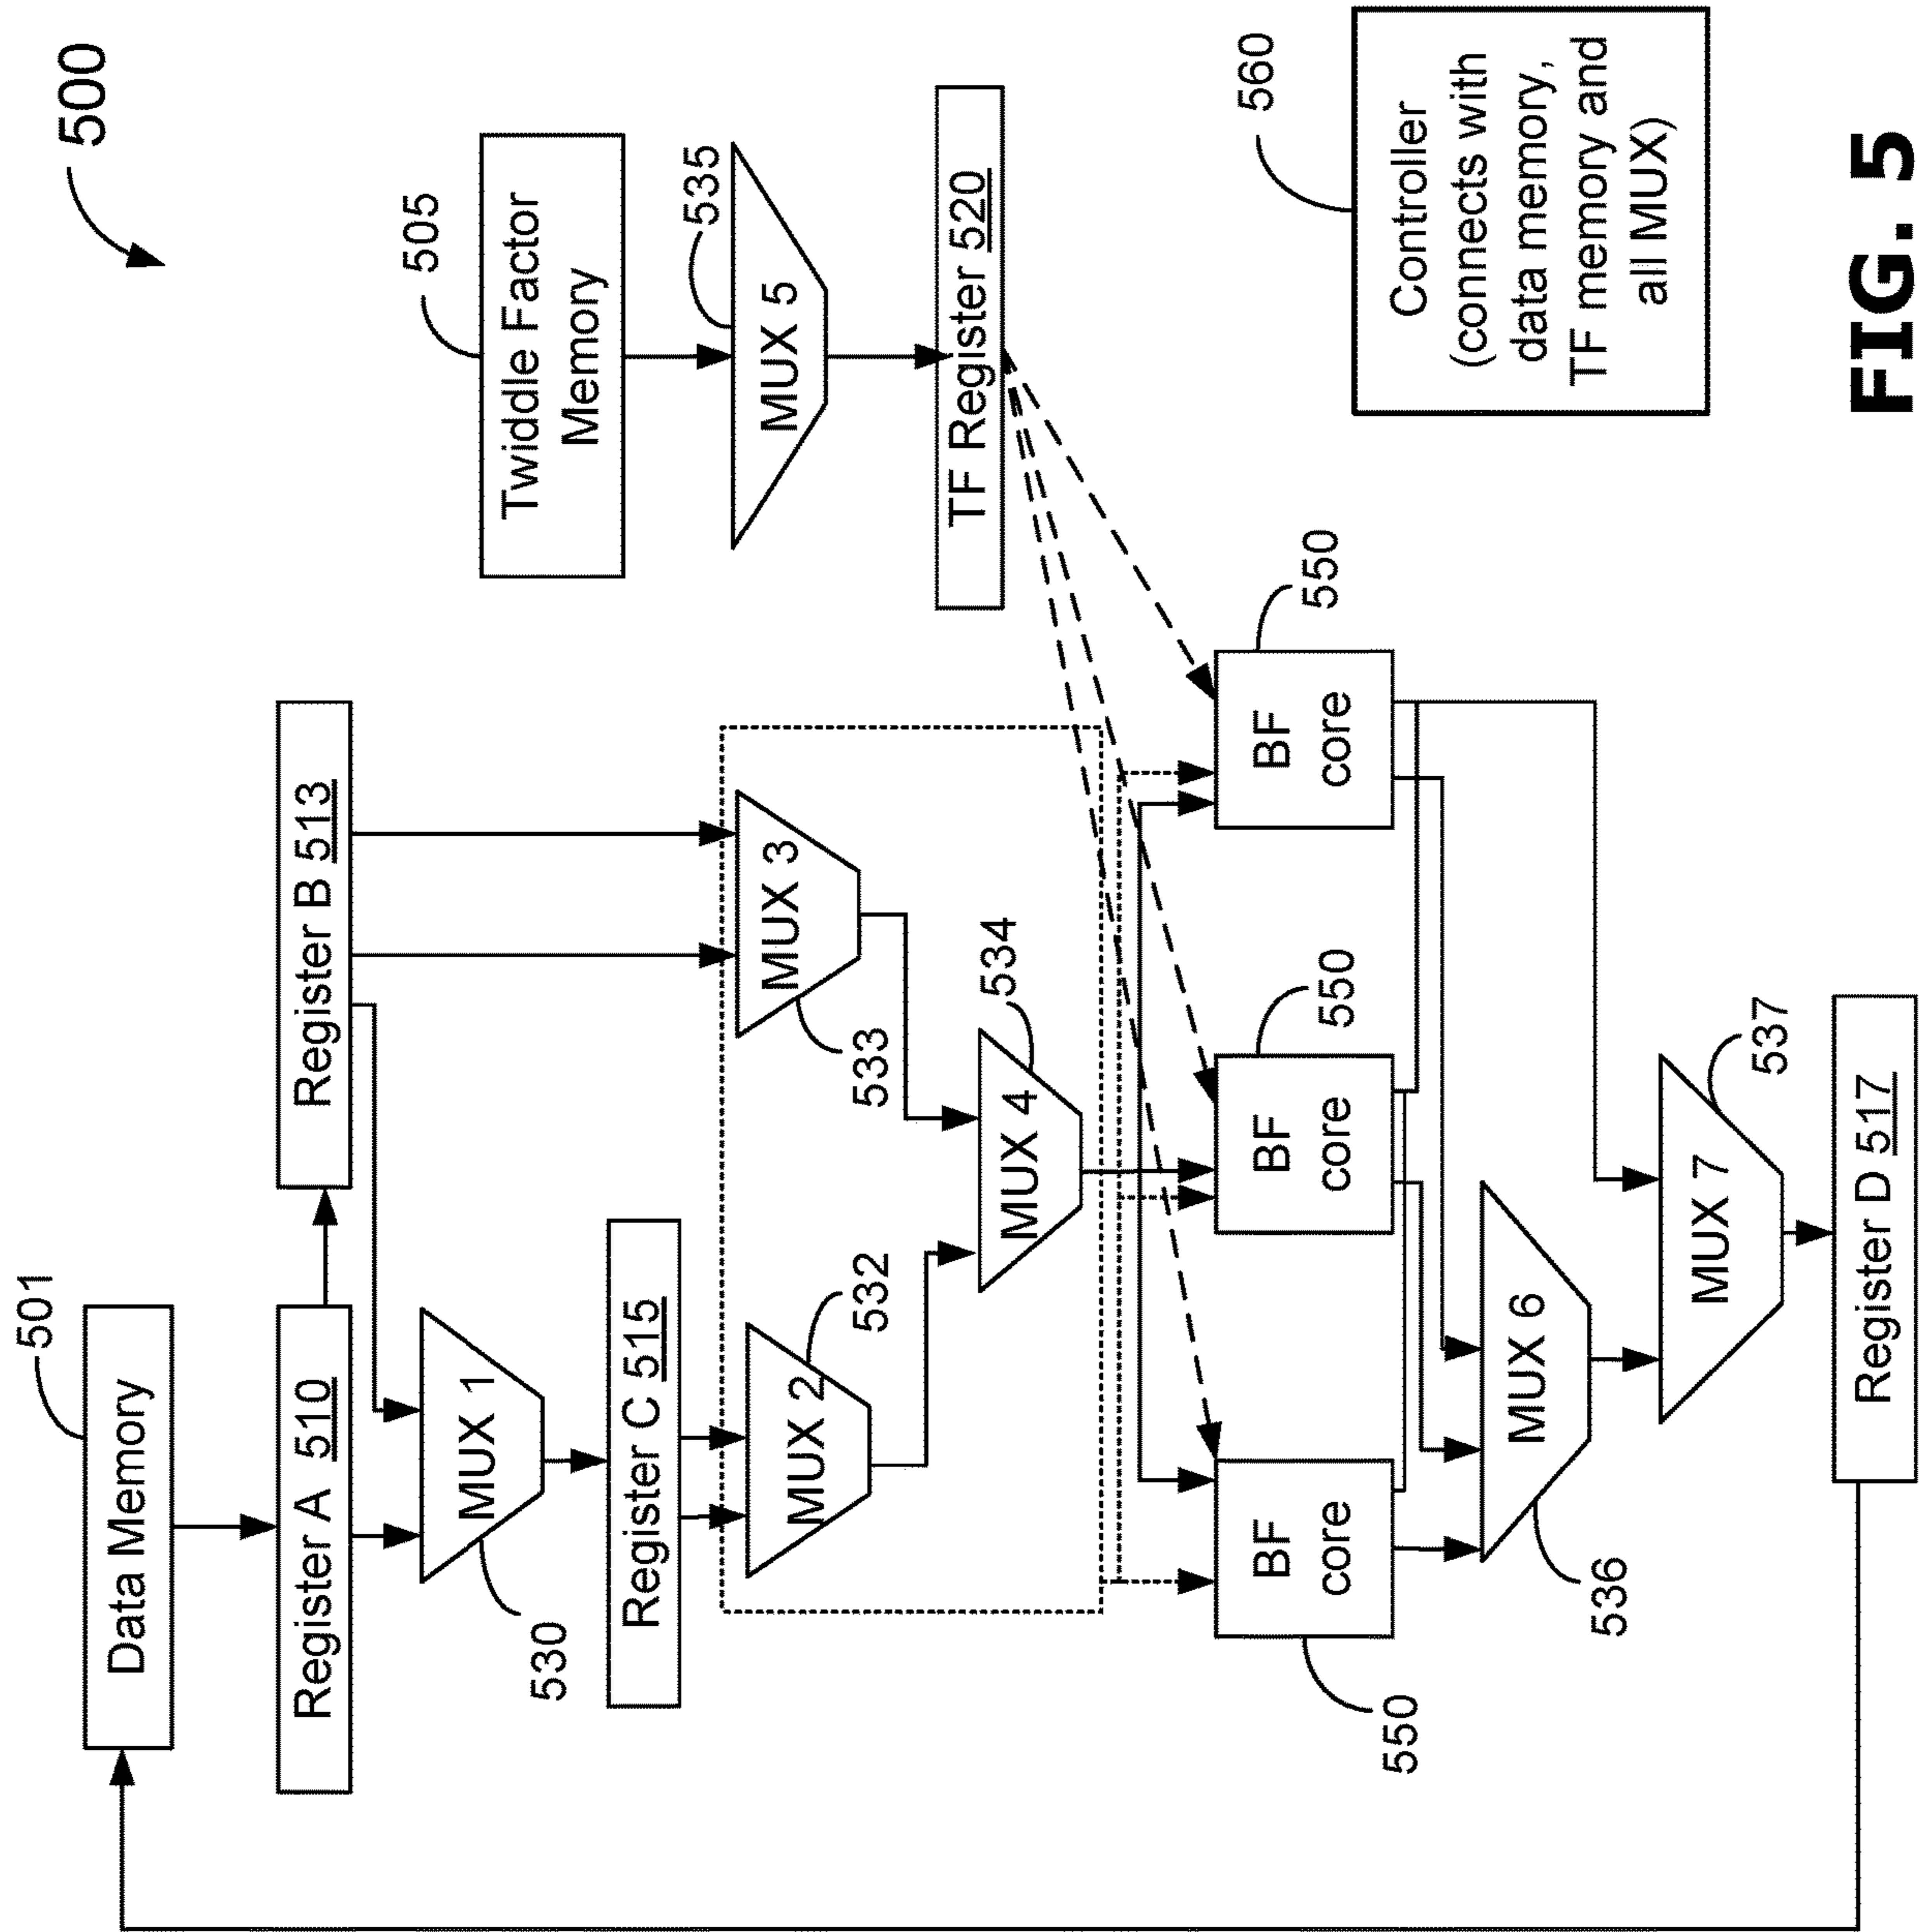 500
501
Data Memory
505
Twiddle Factor
Memory
Register A 510
Register B 513
MUX 1
530
MUX 5
535
Register C 515
TF Register 520
MUX 2
532
MUX 3
533
MUX 4
534
BF
core
550
BF
core
550
BF
core
550
560
Controller
(connects with
data memory,
TF memory and
all MUX)
MUX 6
536
MUX 7
537
Register D 517
FIG. 5